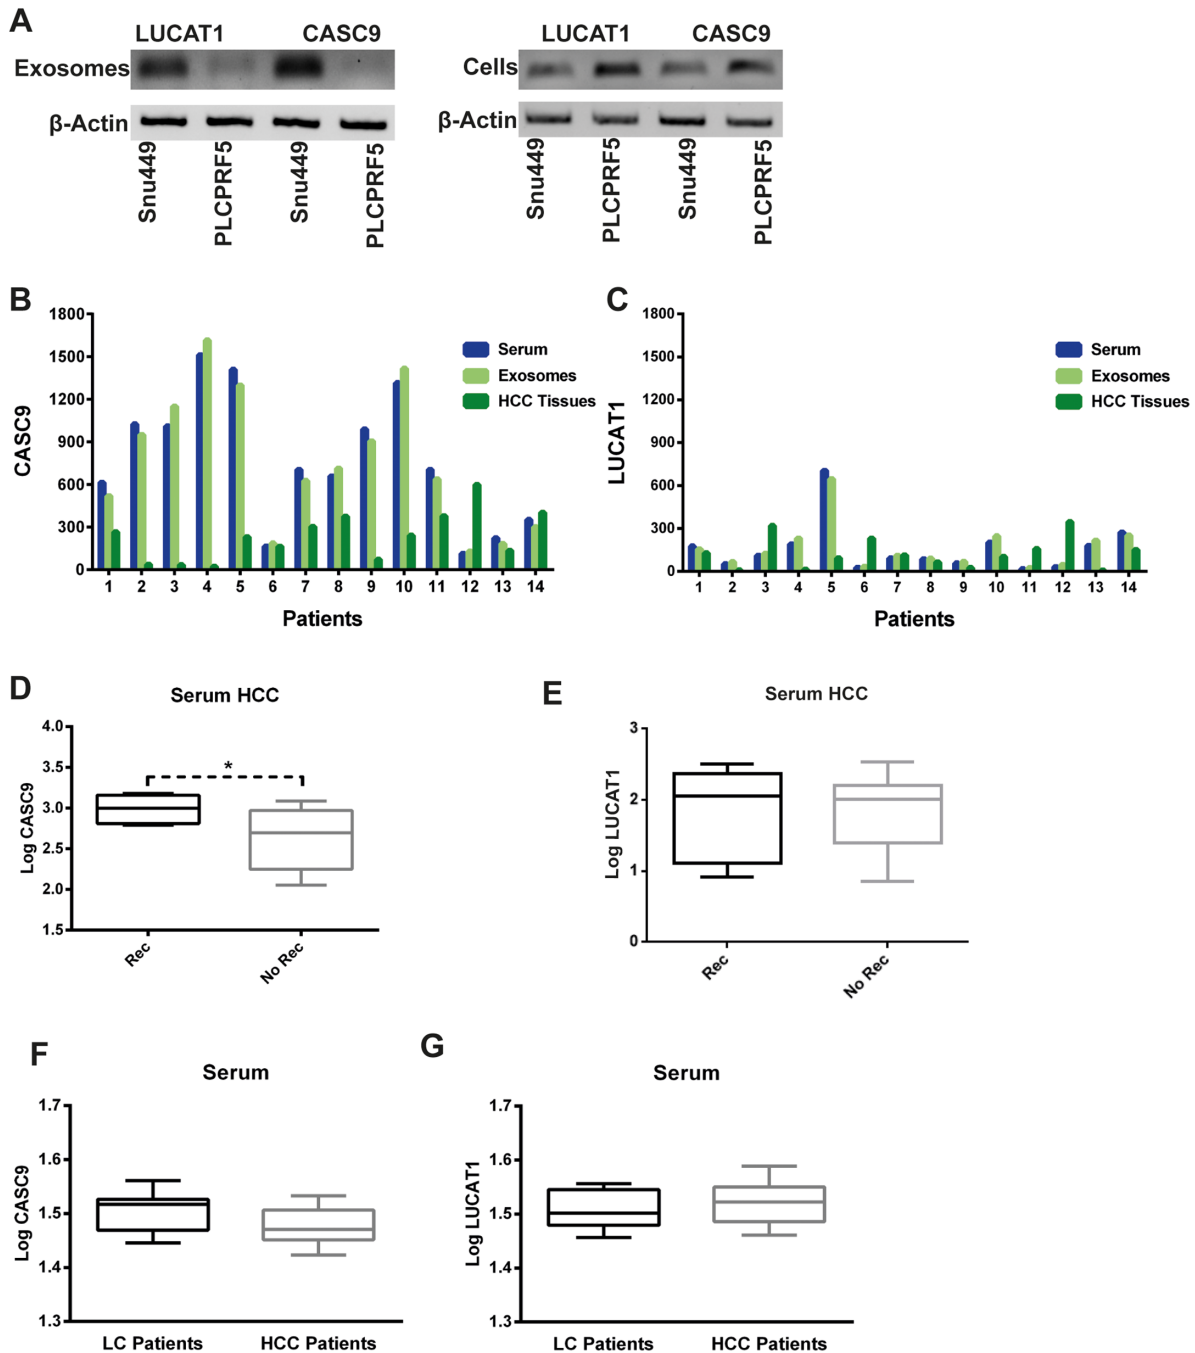 A
LUCAT1 CASC9
Exosomes
β-Actin
Snu449 PLCPRF5 Snu449 PLCPRF5
LUCAT1 CASC9
Cells
β-Actin
Snu449 PLCPRF5 Snu449 PLCPRF5
B
CASC9
1800
1500
1200
900
600
300
0
Serum
Exosomes
HCC Tissues
1 2 3 4 5 6 7 8 9 10 11 12 13 14
Patients
C
LUCAT1
1800
1500
1200
900
600
300
0
Serum
Exosomes
HCC Tissues
1 2 3 4 5 6 7 8 9 10 11 12 13 14
Patients
D
Serum HCC
Log CASC9
4.0
3.5
3.0
2.5
2.0
1.5
*
Rec No Rec
E
Serum HCC
Log LUCAT1
3
2
1
0
Rec No Rec
F
Serum
Log CASC9
1.7
1.6
1.5
1.4
1.3
LC Patients HCC Patients
G
Serum
Log LUCAT1
1.7
1.6
1.5
1.4
1.3
LC Patients HCC Patients